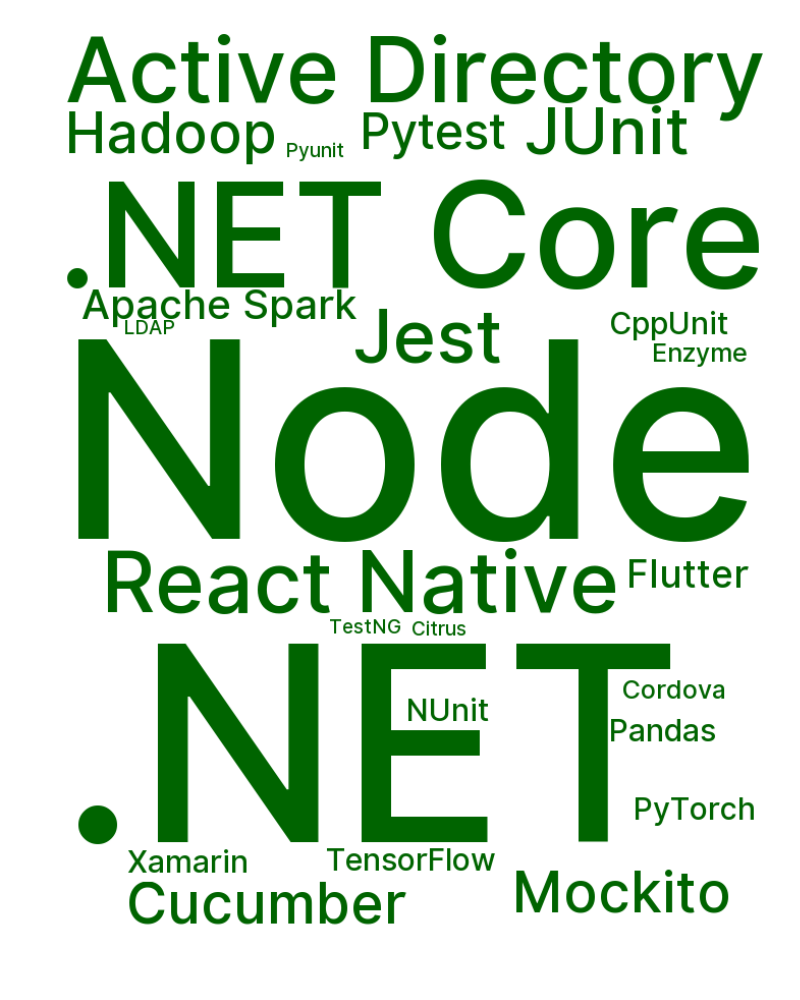 Active Directory
Hadoop
Pyunit
Pytest
JUnit
.NET Core
Apache Spark
LDAP
Jest
CppUnit
Enzyme
Node
React Native
Flutter
TestNG
Citrus
.NET
NUnit
Cordova
Pandas
PyTorch
Xamarin
TensorFlow
Cucumber
Mockito